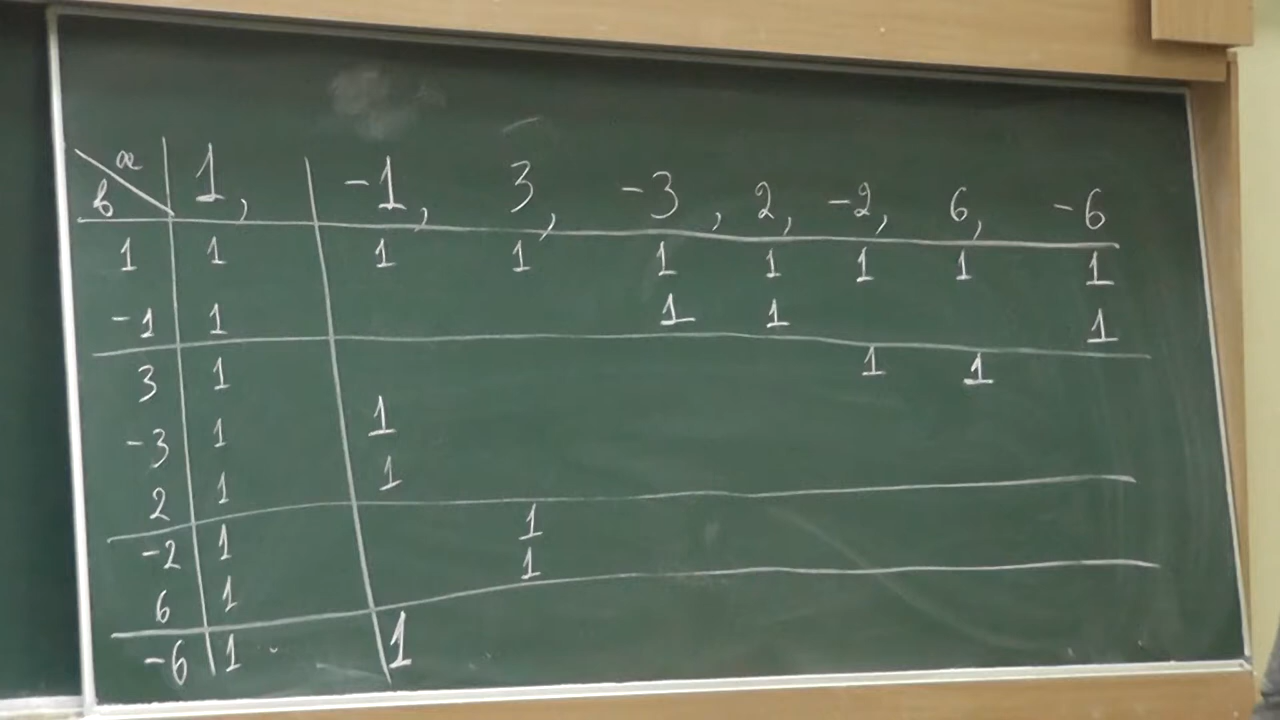 a 1, -1, 3, -3, 2, -2, 6, -6
b
1 1 1 1 1 1 1 1 1
-1 1 1 1 1
3 1 1 1
-3 1 1
2 1 1
-2 1 1
6 1 1
-6 1 1